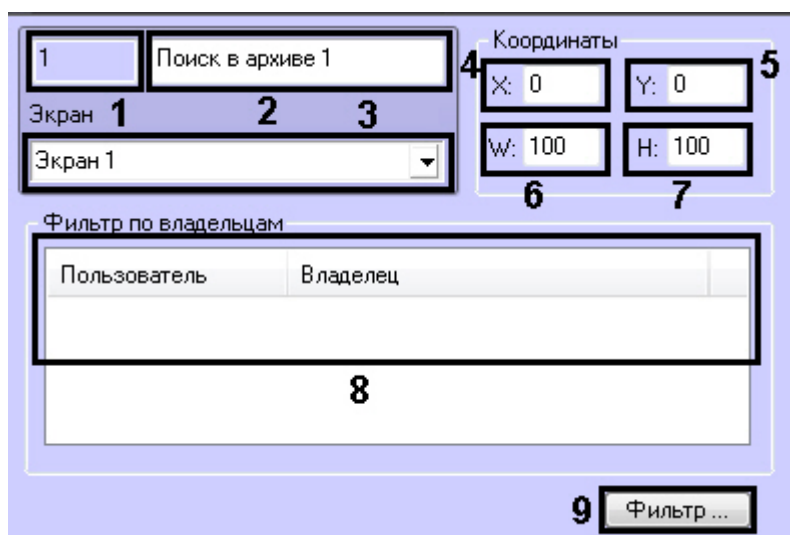 1 Поиск в архиве 1
Экран 1 2 3
Экран 1
Координаты
4 X: 0 Y: 0 5
W: 100 H: 100
6 7
Фильтр по владельцам
Пользователь Владелец
8
9 Фильтр ...